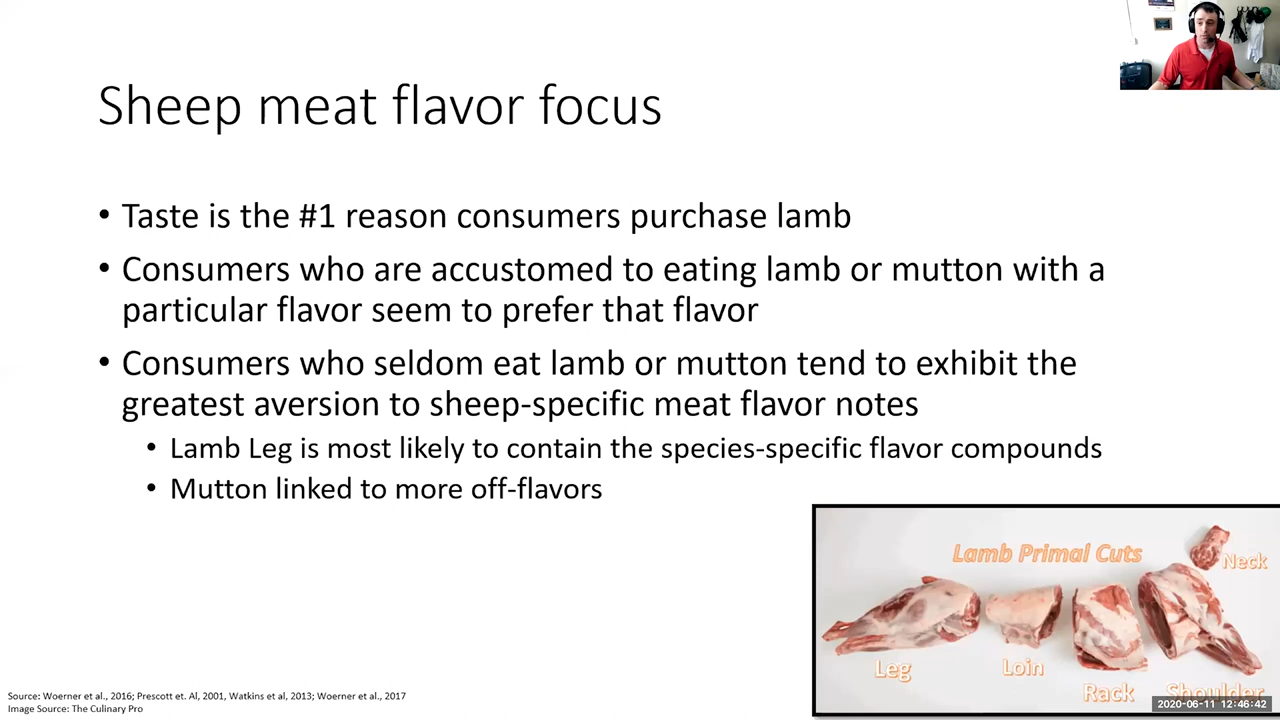 Sheep meat flavor focus
• Taste is the #1 reason consumers purchase lamb
• Consumers who are accustomed to eating lamb or mutton with a
particular flavor seem to prefer that flavor
• Consumers who seldom eat lamb or mutton tend to exhibit the
greatest aversion to sheep-specific meat flavor notes
• Lamb Leg is most likely to contain the species-specific flavor compounds
• Mutton linked to more off-flavors
Lamb Primal Cuts
Neck
Leg
Loin
Rack
Shoulder
Source: Woerner et al., 2016; Prescott et. Al, 2001, Watkins et al, 2013; Woerner et al., 2017
Image Source: The Culinary Pro
2020-06-11 12:46:42